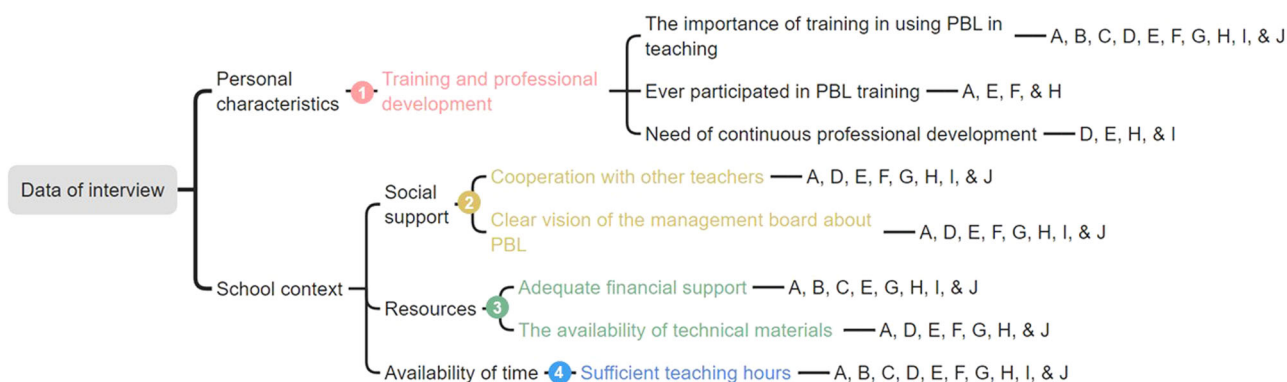 The importance of training in using PBL in
teaching
A, B, C, D, E, F, G, H, I, & J
Personal
characteristics
1
Training and professional
development
Ever participated in PBL training
A, E, F, & H
Need of continuous professional development
D, E, H, & I
Data of interview
Social
support
2
Cooperation with other teachers
A, D, E, F, G, H, I, & J
Clear vision of the management board about
PBL
A, D, E, F, G, H, I, & J
School context
Resources
3
Adequate financial support
A, B, C, E, G, H, I, & J
The availability of technical materials
A, D, E, F, G, H, & J
Availability of time
4
Sufficient teaching hours
A, B, C, D, E, F, G, H, I, & J